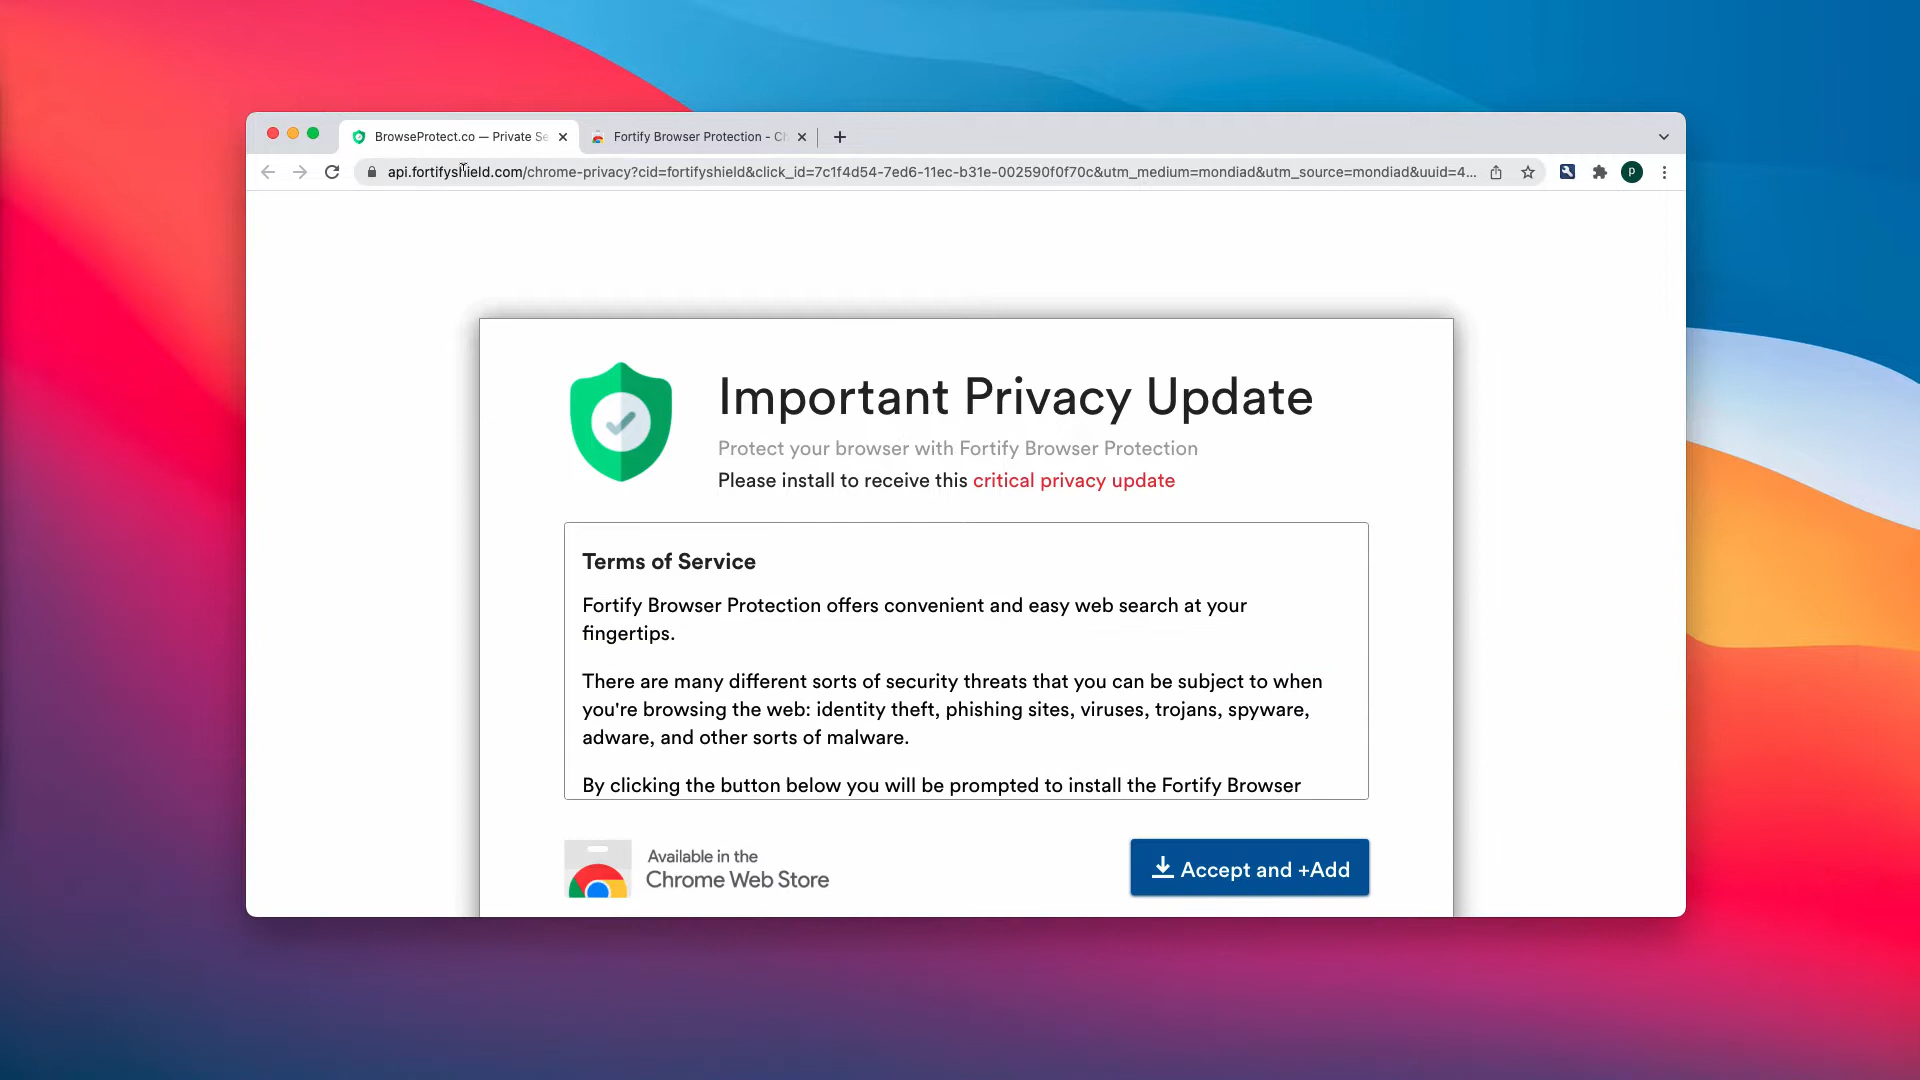 BrowseProtect.co — Private Se
Fortify Browser Protection - Ch
api.fortifyshield.com/chrome-privacy?cid=fortifyshield&click_id=7c1f4d54-7ed6-11ec-b31e-002590f0f70c&utm_medium=mondiad&utm_source=mondiad&uuid=4...
P
Important Privacy Update
Protect your browser with Fortify Browser Protection
Please install to receive this critical privacy update
Terms of Service
Fortify Browser Protection offers convenient and easy web search at your
fingertips.
There are many different sorts of security threats that you can be subject to when
you're browsing the web: identity theft, phishing sites, viruses, trojans, spyware,
adware, and other sorts of malware.
By clicking the button below you will be prompted to install the Fortify Browser
Available in the
Chrome Web Store
Accept and +Add